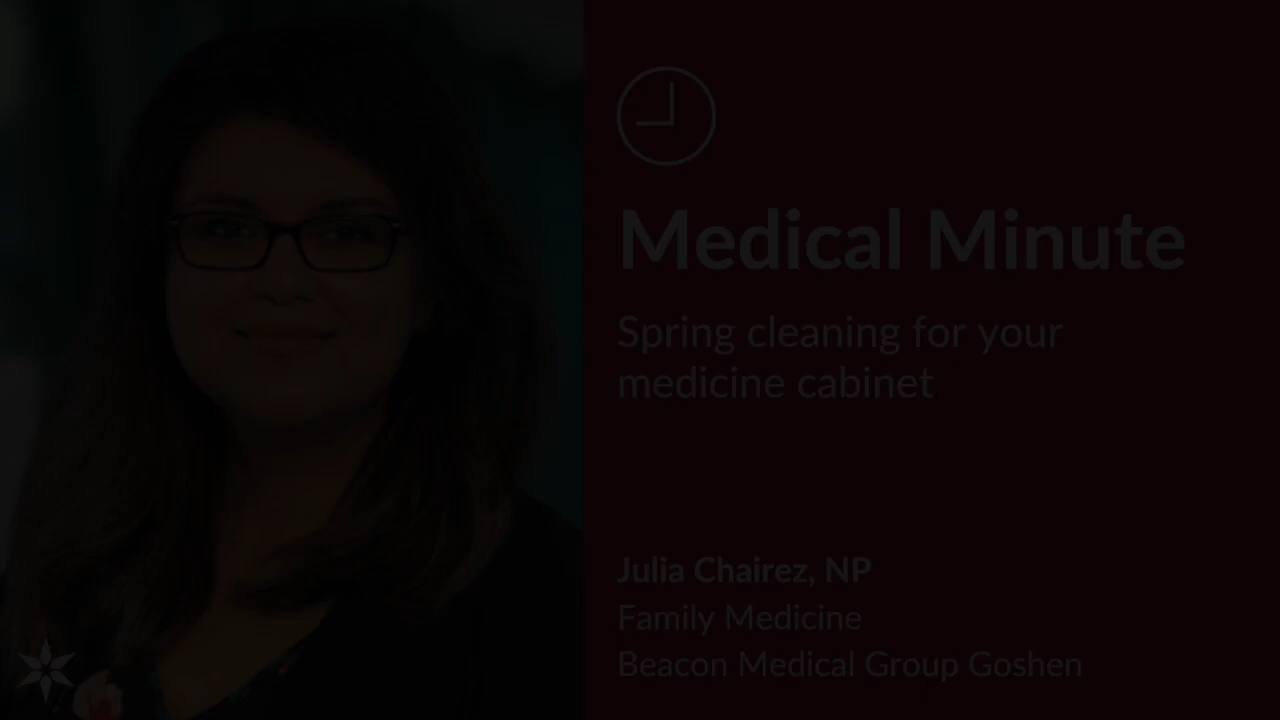 Medical Minute
Spring cleaning for your
medicine cabinet
Julia Chairez, NP
Family Medicine
Beacon Medical Group Goshen